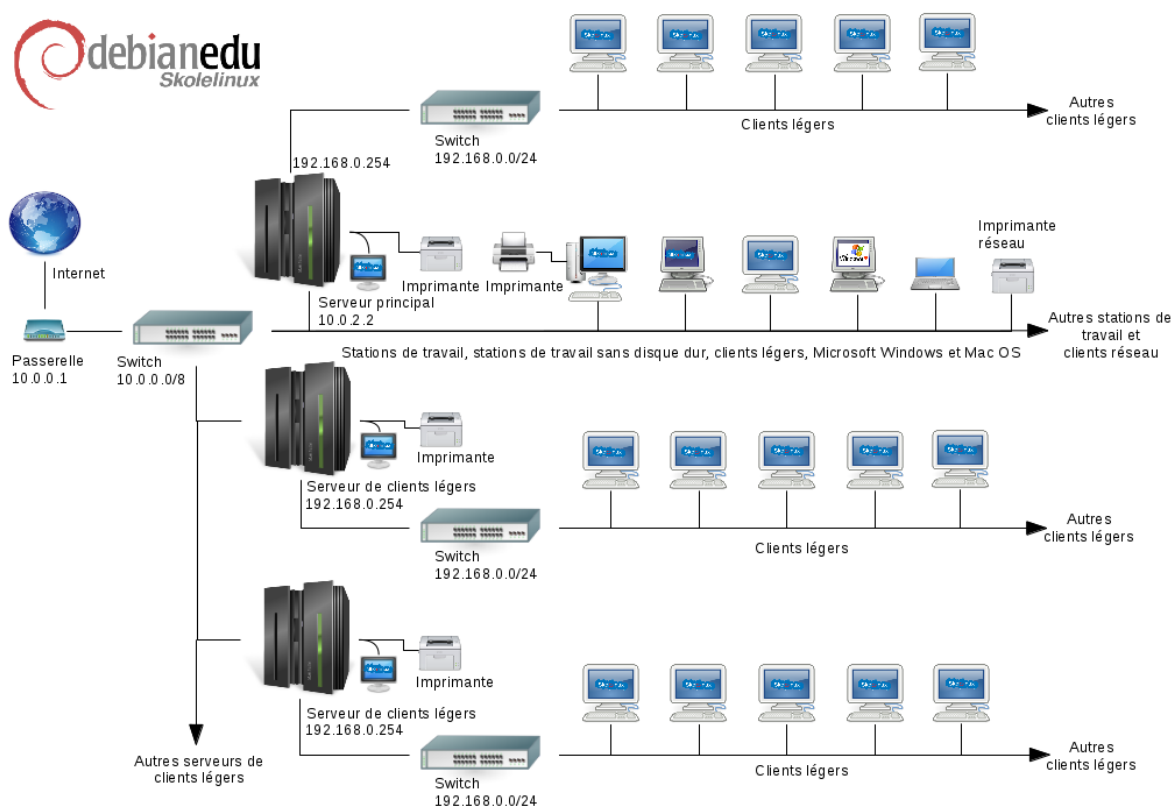 debianedu
Skolelinux
Autres
clients légers
Clients légers
Switch
192.168.0.0/24
192.168.0.254
Internet
Imprimante
Imprimante
Imprimante
réseau
Serveur principal
10.0.2.2
Passerelle
10.0.0.1
Switch
10.0.0.0/8
Stations de travail, stations de travail sans disque dur, clients légers, Microsoft Windows et Mac OS
Autres stations de
travail et
clients réseau
Imprimante
Serveur de clients légers
192.168.0.254
Autres
clients légers
Clients légers
Switch
192.168.0.0/24
Imprimante
Serveur de clients légers
192.168.0.254
Autres
clients légers
Clients légers
Autres serveurs de
clients légers
Switch
192.168.0.0/24